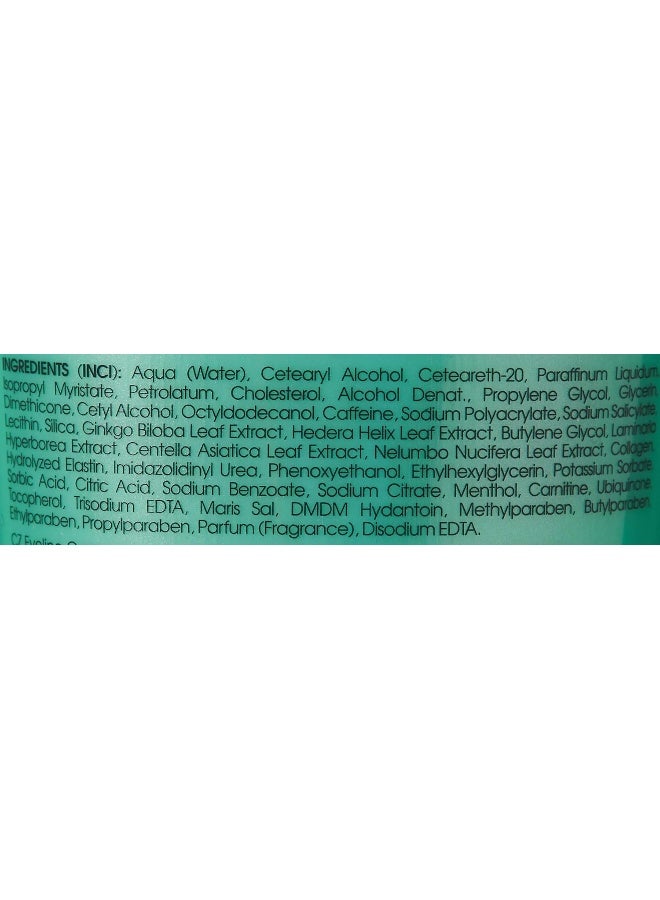 INGREDIENTS (INCI): Aqua (Water), Cetearyl Alcohol, Ceteareth-20, Paraffinum Liquidum,
Isopropyl Myristate, Petrolatum, Cholesterol, Alcohol Denat., Propylene Glycol, Glycerin,
Dimethicone, Cetyl Alcohol, Octyldodecanol, Caffeine, Sodium Polyacrylate, Sodium Salicylate,
Lecithin, Silica, Ginkgo Biloba Leaf Extract, Hedera Helix Leaf Extract, Butylene Glycol, Laminaria
Hyperborea Extract, Centella Asiatica Leaf Extract, Nelumbo Nucifera Leaf Extract, Collagen,
Hydrolyzed Elastin, Imidazolidinyl Urea, Phenoxyethanol, Ethylhexylglycerin, Potassium Sorbate,
Sorbic Acid, Citric Acid, Sodium Benzoate, Sodium Citrate, Menthol, Carnitine, Ubiquinone,
Tocopherol, Trisodium EDTA, Maris Sal, DMDM Hydantoin, Methylparaben, Butylparaben,
Ethylparaben, Propylparaben, Parfum (Fragrance), Disodium EDTA.